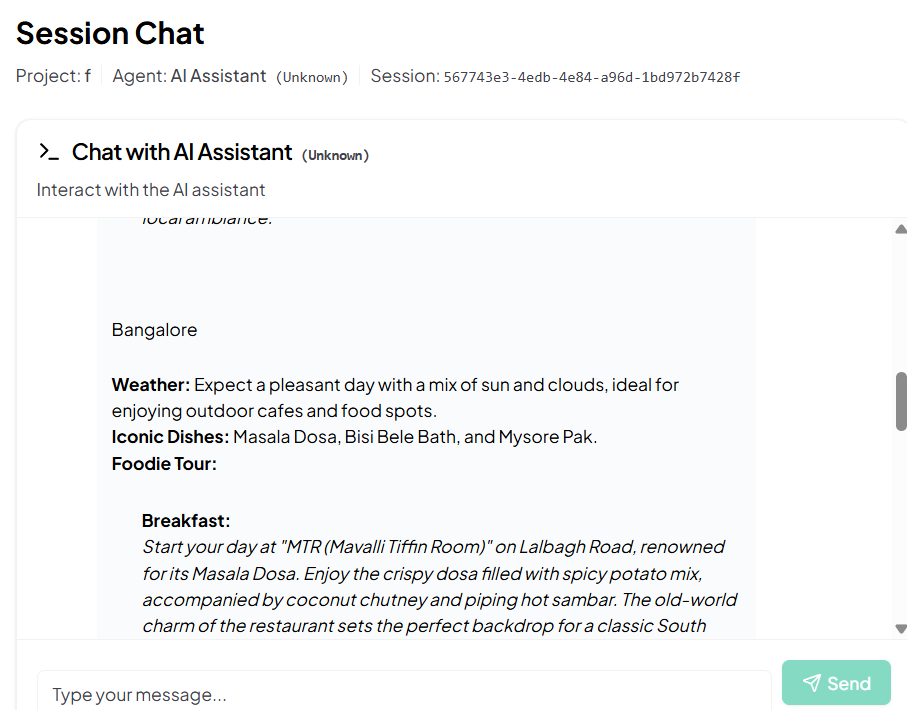 Session Chat
Project: f Agent: AI Assistant (Unknown) Session: 567743e3-4edb-4e84-a96d-1bd972b7428f
Chat with AI Assistant (Unknown)
Interact with the AI assistant
local ambiance.
Bangalore
Weather: Expect a pleasant day with a mix of sun and clouds, ideal for
enjoying outdoor cafes and food spots.
Iconic Dishes: Masala Dosa, Bisi Bele Bath, and Mysore Pak.
Foodie Tour:
Breakfast:
Start your day at "MTR (Mavalli Tiffin Room)" on Lalbagh Road, renowned
for its Masala Dosa. Enjoy the crispy dosa filled with spicy potato mix,
accompanied by coconut chutney and piping hot sambar. The old-world
charm of the restaurant sets the perfect backdrop for a classic South
Type your message...
Send